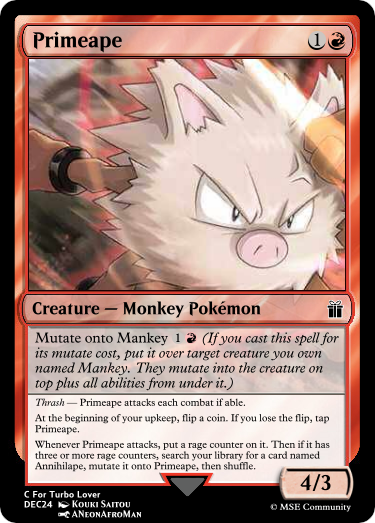 Primeape 1
Creature — Monkey Pokémon
Mutate onto Mankey 1 (If you cast this spell for
its mutate cost, put it over target creature you own
named Mankey. They mutate into the creature on
top plus all abilities from under it.)
Thrash — Primeape attacks each combat if able.
At the beginning of your upkeep, flip a coin. If you lose the flip, tap
Primeape.
Whenever Primeape attacks, put a rage counter on it. Then if it has
three or more rage counters, search your library for a card named
Annihilape, mutate it onto Primeape, then shuffle.
4/3
C For Turbo Lover
DEC24 Kouki Saitou
ANeonAfroMan
© MSE Community